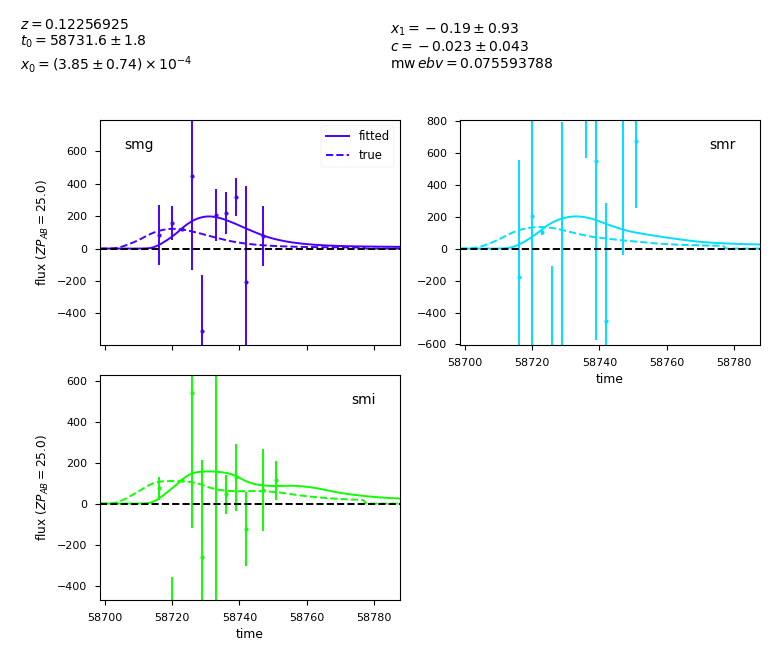 z = 0.12256925
t₀ = 58731.6 ± 1.8
x₀ = (3.85 ± 0.74) × 10⁻⁴
x₁ = −0.19 ± 0.93
c = −0.023 ± 0.043
mw ebv = 0.075593788
smg
fitted
true
600
400
200
0
−200
−400
flux (ZP_AB = 25.0)
smr
800
600
400
200
0
−200
−400
−600
58700 58720 58740 58760 58780
time
smi
600
400
200
0
−200
−400
flux (ZP_AB = 25.0)
58700 58720 58740 58760 58780
time